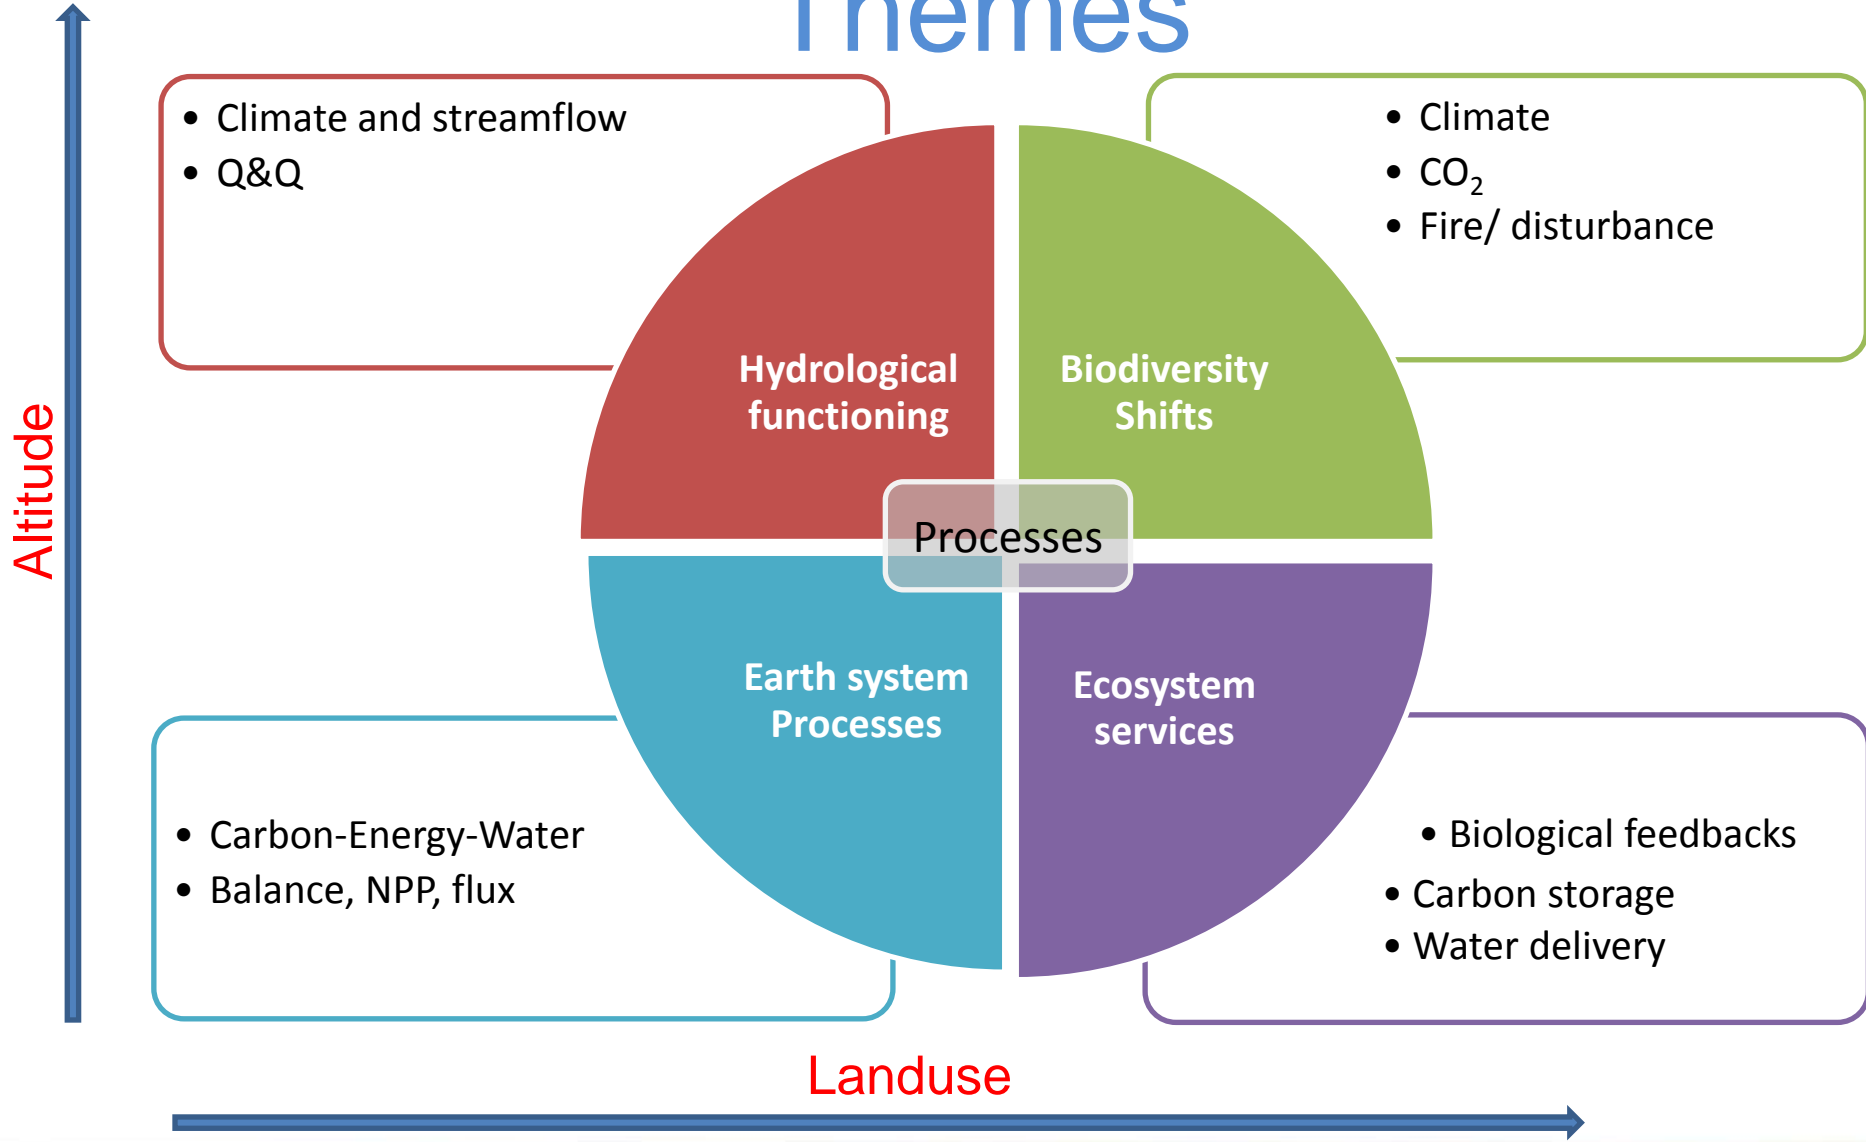 Themes
• Climate and streamflow
• Q&Q
• Climate
• CO₂
• Fire/ disturbance
Hydrological
functioning
Biodiversity
Shifts
Processes
Altitude
Earth system
Processes
Ecosystem
services
• Carbon-Energy-Water
• Balance, NPP, flux
• Biological feedbacks
• Carbon storage
• Water delivery
Landuse